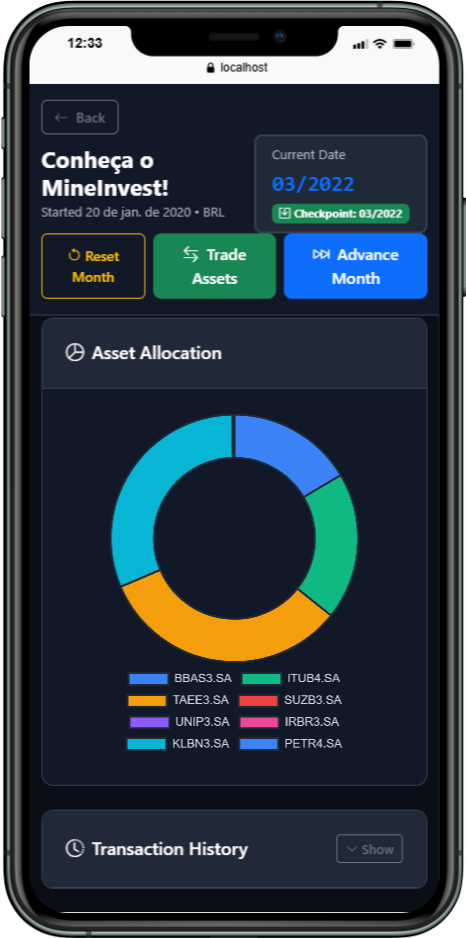 12:33
localhost
Back
Conheça o
MineInvest!
Started 20 de jan. de 2020 • BRL
Current Date
03/2022
Checkpoint: 03/2022
Reset
Month
Trade
Assets
Advance
Month
Asset Allocation
BBAS3.SA
ITUB4.SA
TAEE3.SA
SUZB3.SA
UNIP3.SA
IRBR3.SA
KLBN3.SA
PETR4.SA
Transaction History
Show